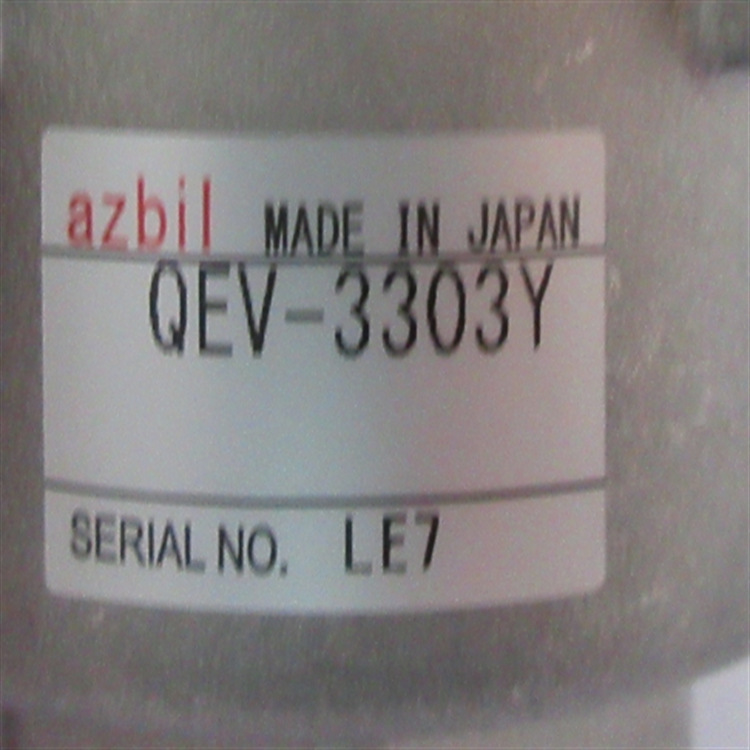 azbil MADE IN JAPAN
QEV-3303Y
SERIAL NO. LE7